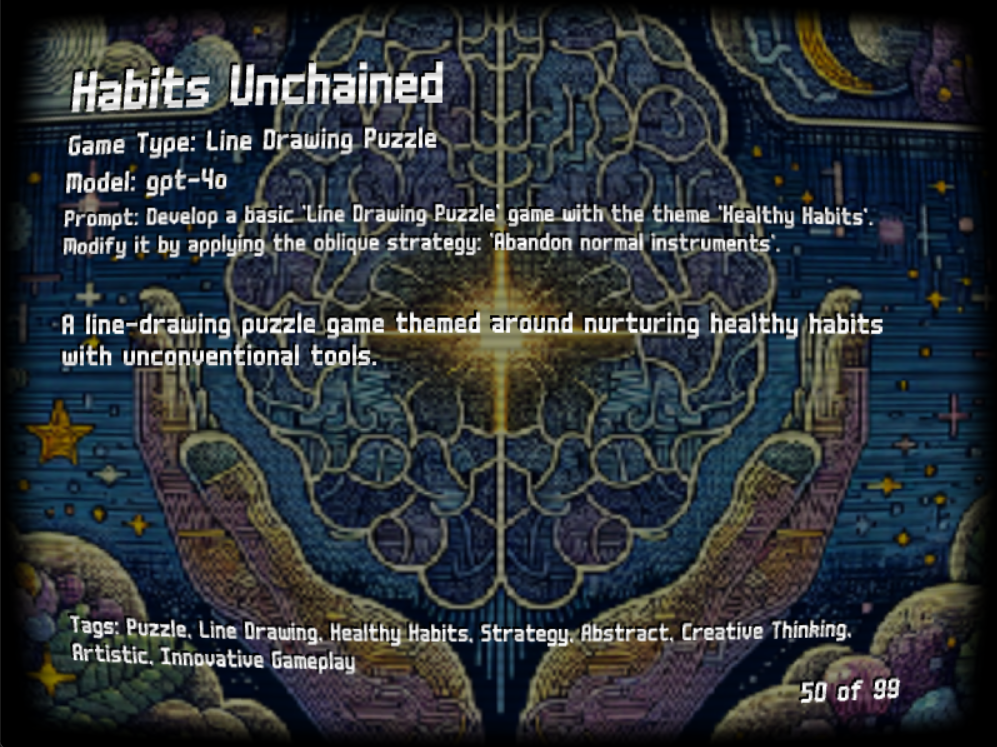 Habits Unchained
Game Type: Line Drawing Puzzle
Model: gpt-4o
Prompt: Develop a basic 'Line Drawing Puzzle' game with the theme 'Healthy Habits'.
Modify it by applying the oblique strategy: 'Abandon normal instruments'.
A line-drawing puzzle game themed around nurturing healthy habits
with unconventional tools.
Tags: Puzzle, Line Drawing, Healthy Habits, Strategy, Abstract, Creative Thinking,
Artistic, Innovative Gameplay
50 of 99